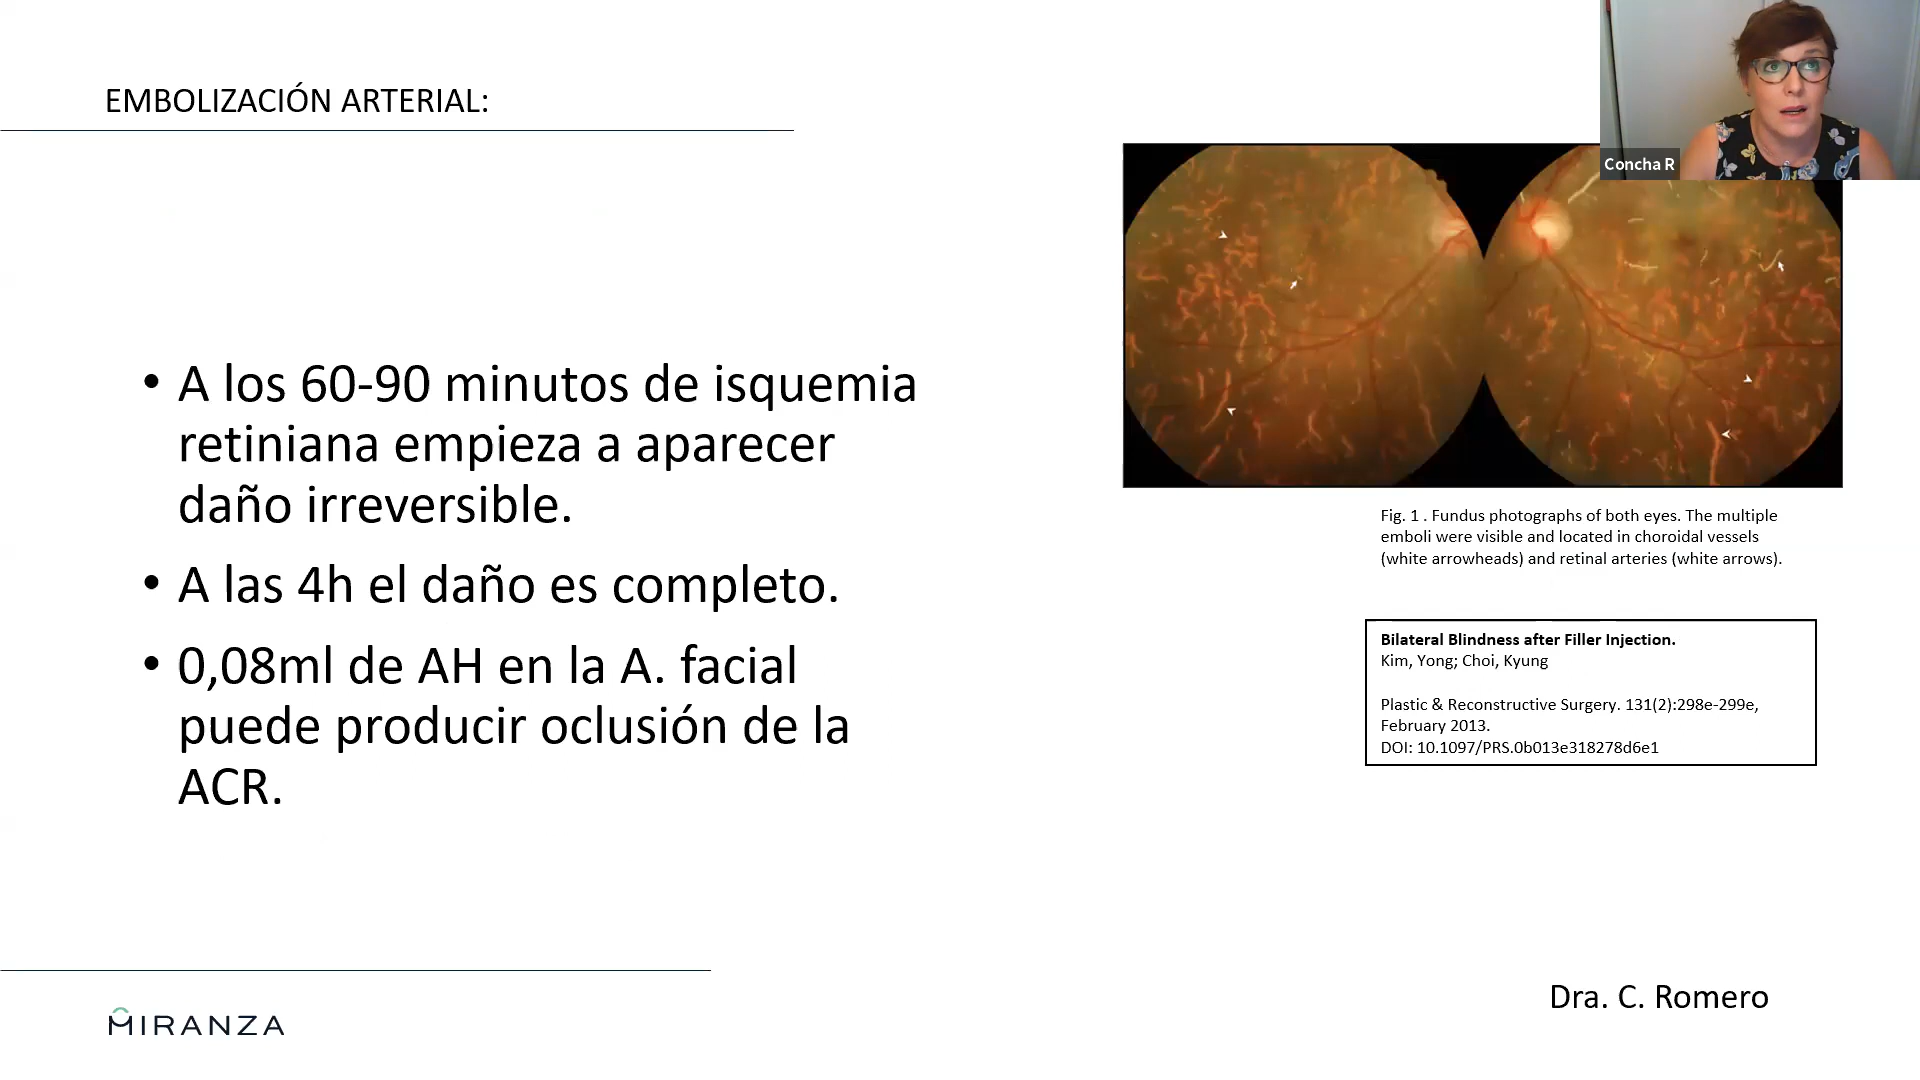 EMBOLIZACIÓN ARTERIAL:
Concha R
• A los 60-90 minutos de isquemia
retiniana empieza a aparecer
daño irreversible.
• A las 4h el daño es completo.
• 0,08ml de AH en la A. facial
puede producir oclusión de la
ACR.
Fig. 1 . Fundus photographs of both eyes. The multiple
emboli were visible and located in choroidal vessels
(white arrowheads) and retinal arteries (white arrows).
Bilateral Blindness after Filler Injection.
Kim, Yong; Choi, Kyung
Plastic & Reconstructive Surgery. 131(2):298e-299e,
February 2013.
DOI: 10.1097/PRS.0b013e318278d6e1
MIRANZA
Dra. C. Romero